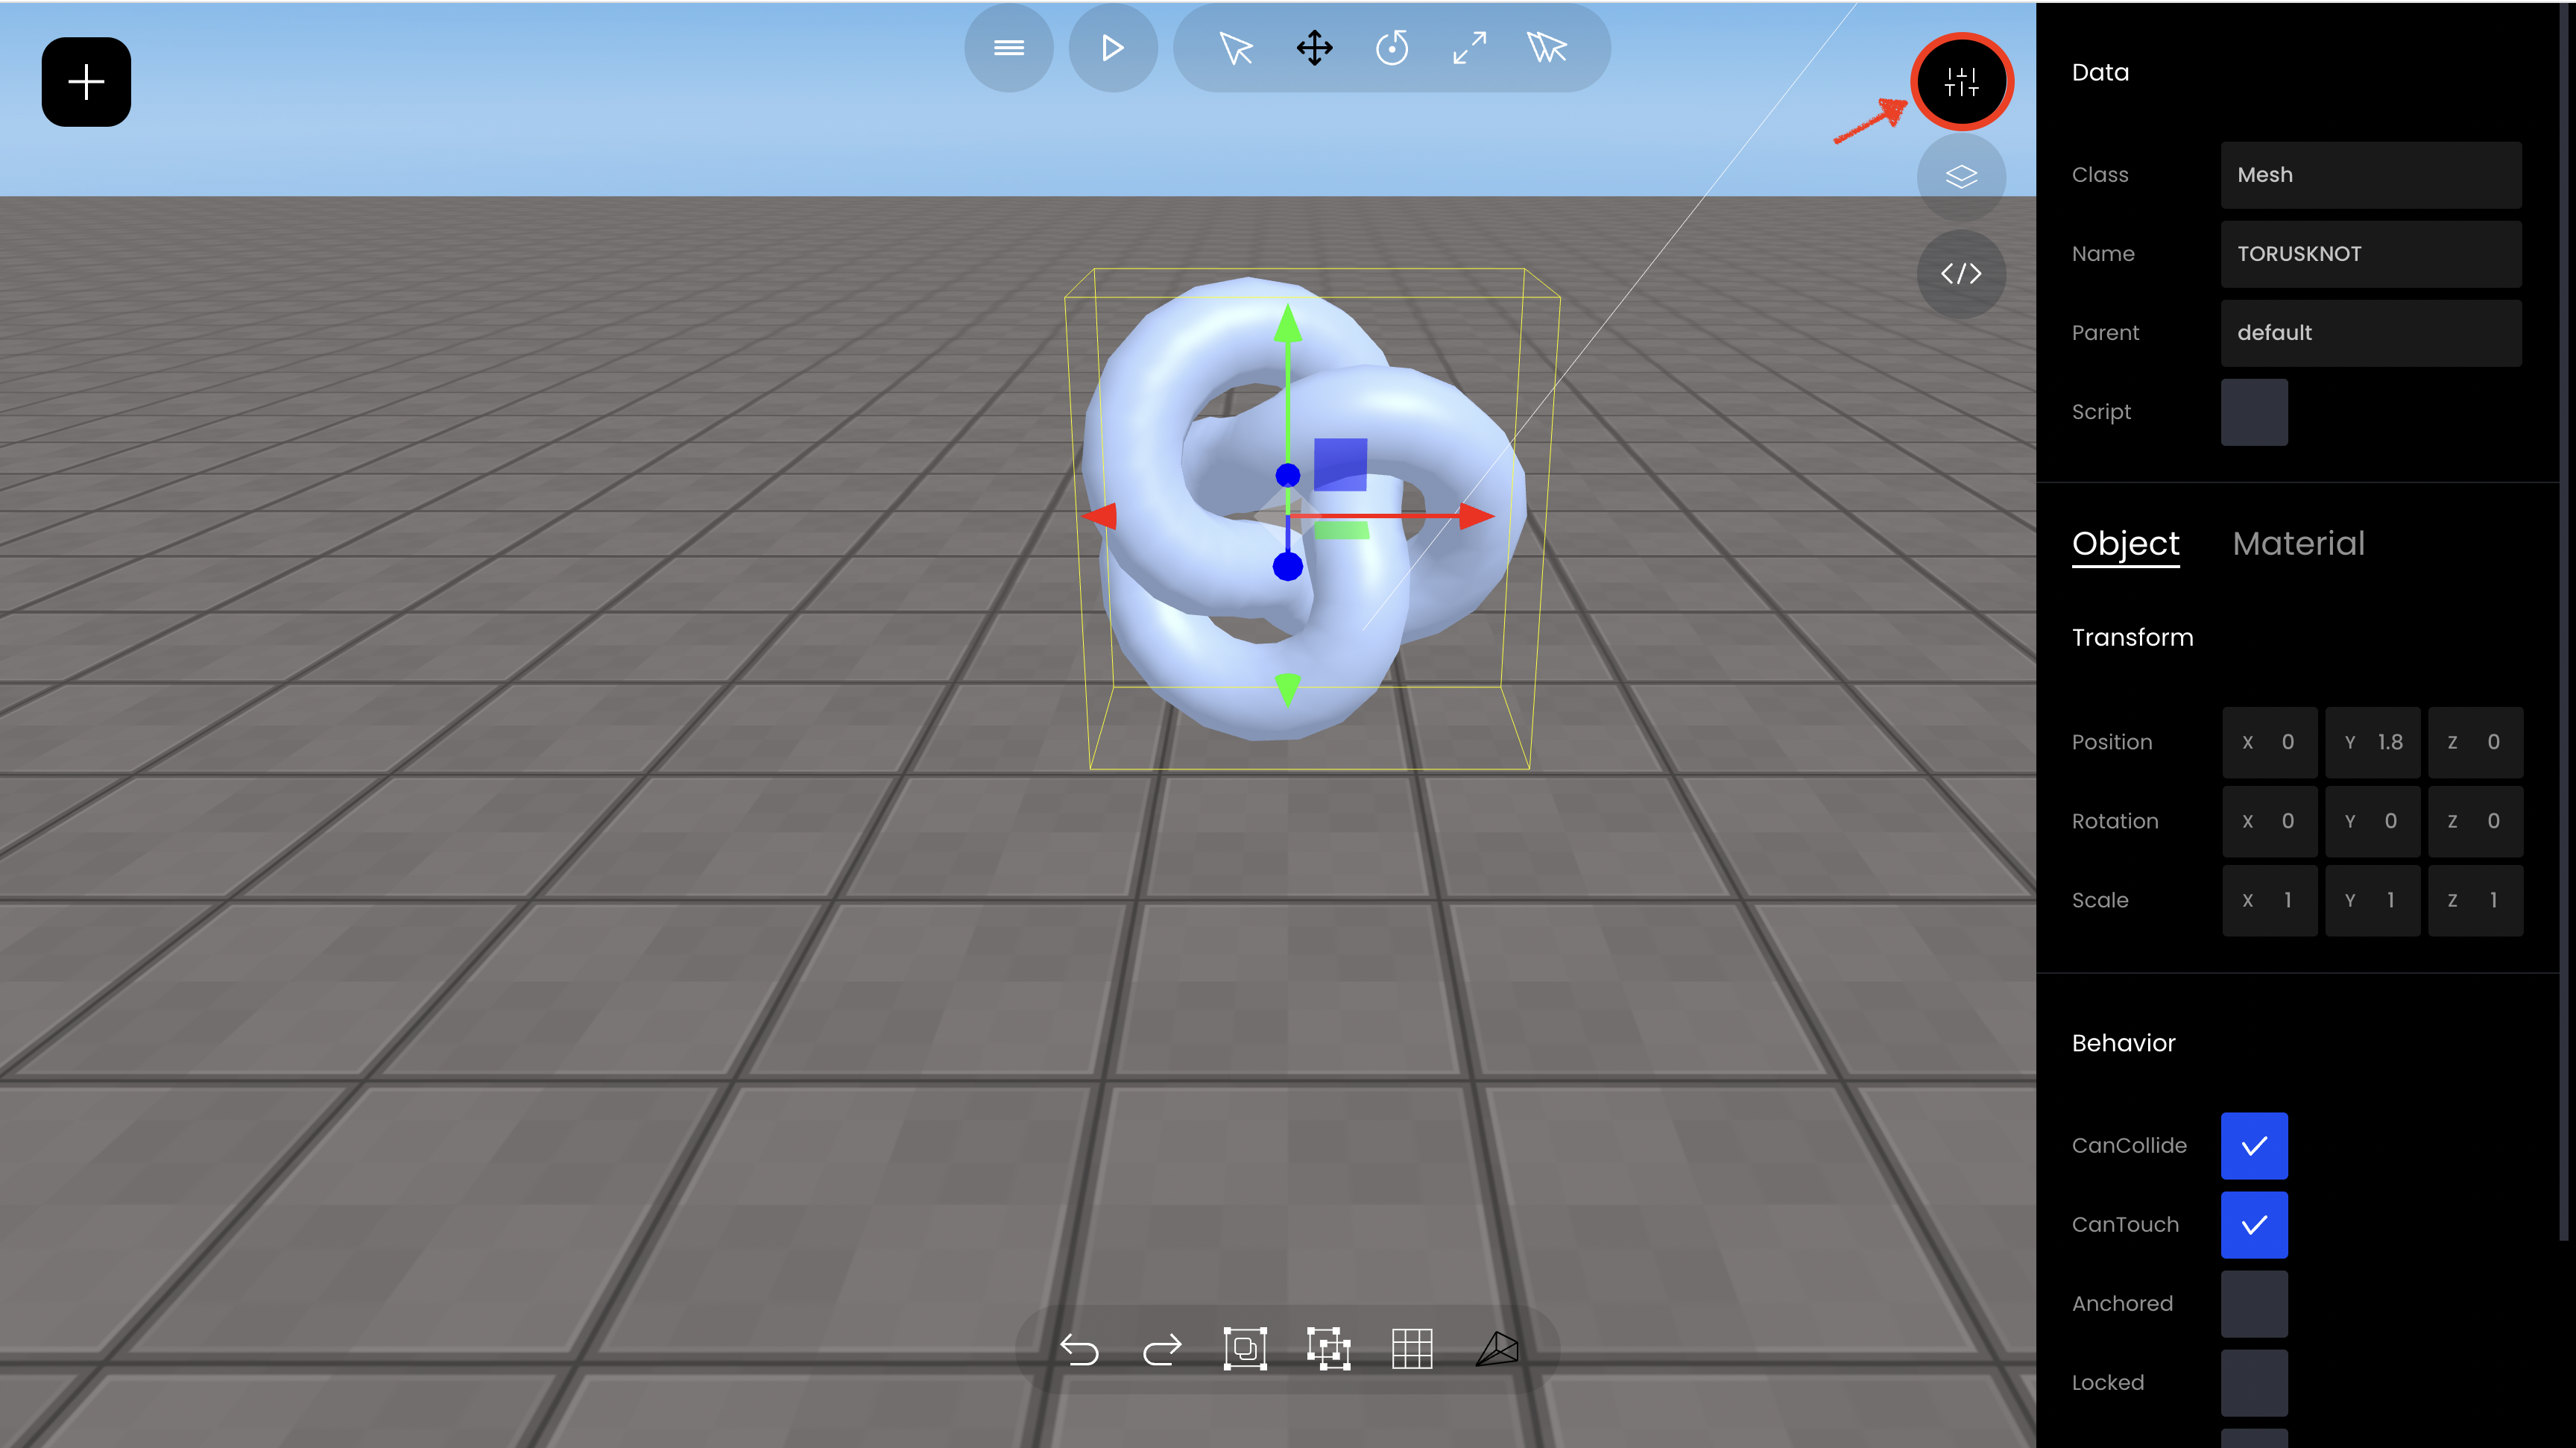 Data
Class Mesh
Name TORUSKNOT
Parent default
Script
Object Material
Transform
Position X 0 Y 1.8 Z 0
Rotation X 0 Y 0 Z 0
Scale X 1 Y 1 Z 1
Behavior
CanCollide
CanTouch
Anchored
Locked